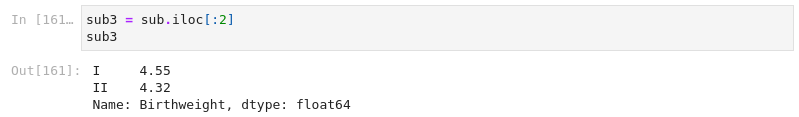 In [161… sub3 = sub.iloc[:2]
sub3
Out[161]: I     4.55
II    4.32
Name: Birthweight, dtype: float64